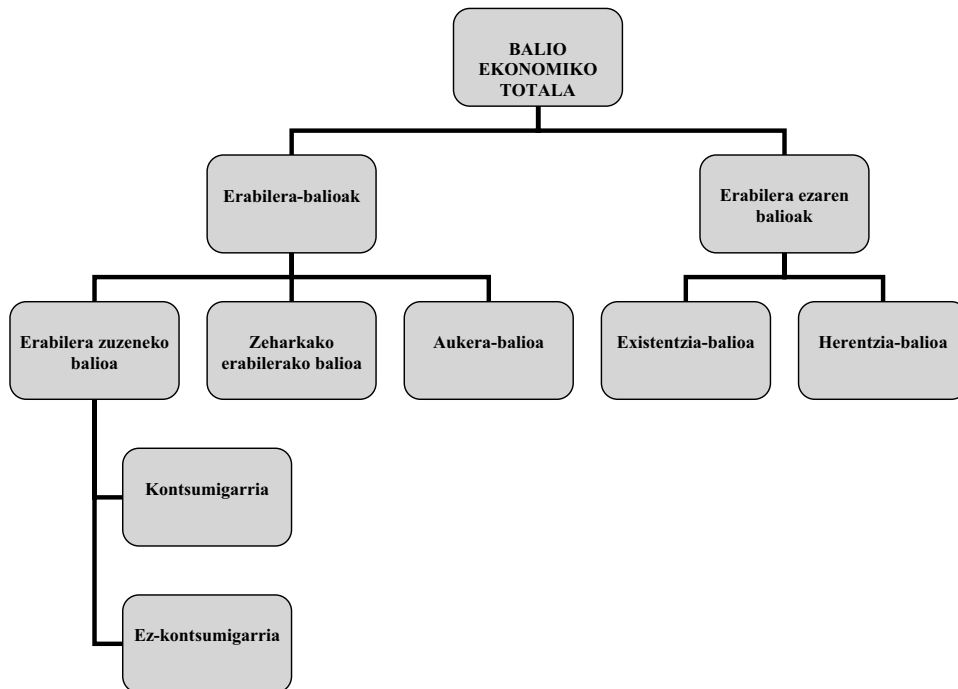 BALIO
EKONOMIKO
TOTALA
Erabilera-balioak
Erabilera ezaren
balioak
Erabilera zuzeneko
balioa
Zeharkako
erabilerako balioa
Aukera-balioa
Existentzia-balioa
Herentzia-balioa
Kontsumigarria
Ez-kontsumigarria